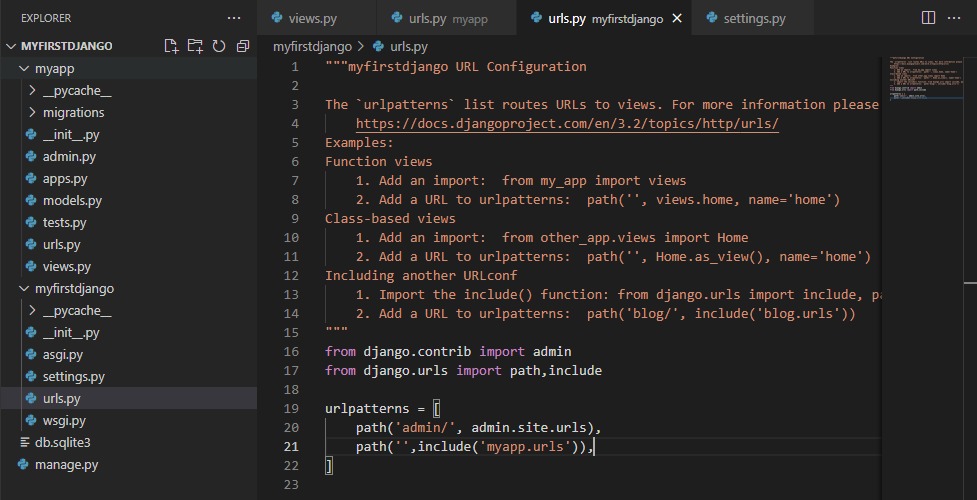 EXPLORER
MYFIRSTDJANGO
myapp
__pycache__
migrations
__init__.py
admin.py
apps.py
models.py
tests.py
urls.py
views.py
myfirstdjango
__pycache__
__init__.py
asgi.py
settings.py
urls.py
wsgi.py
db.sqlite3
manage.py
views.py
urls.py myapp
urls.py myfirstdjango
settings.py
myfirstdjango > urls.py
1 """myfirstdjango URL Configuration
2
3 The `urlpatterns` list routes URLs to views. For more information please
4 https://docs.djangoproject.com/en/3.2/topics/http/urls/
5 Examples:
6 Function views
7 1. Add an import:  from my_app import views
8 2. Add a URL to urlpatterns:  path('', views.home, name='home')
9 Class-based views
10 1. Add an import:  from other_app.views import Home
11 2. Add a URL to urlpatterns:  path('', Home.as_view(), name='home')
12 Including another URLconf
13 1. Import the include() function: from django.urls import include,
14 2. Add a URL to urlpatterns:  path('blog/', include('blog.urls'))
15 """
16 from django.contrib import admin
17 from django.urls import path,include
18
19 urlpatterns = [
20 path('admin/', admin.site.urls),
21 path('',include('myapp.urls')),
22 ]
23